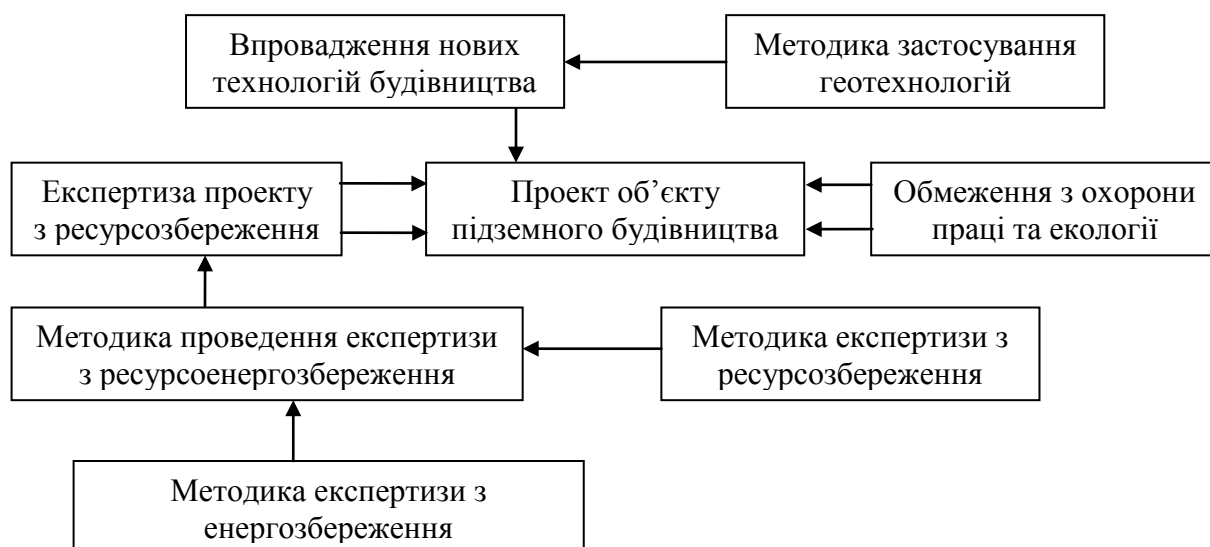 Впровадження нових
технологій будівництва
Методика застосування
геотехнологій
Експертиза проекту
з ресурсозбереження
Проект об’єкту
підземного будівництва
Обмеження з охорони
праці та екології
Методика проведення експертизи
з ресурсоенергозбереження
Методика експертизи з
ресурсозбереження
Методика експертизи з
енергозбереження